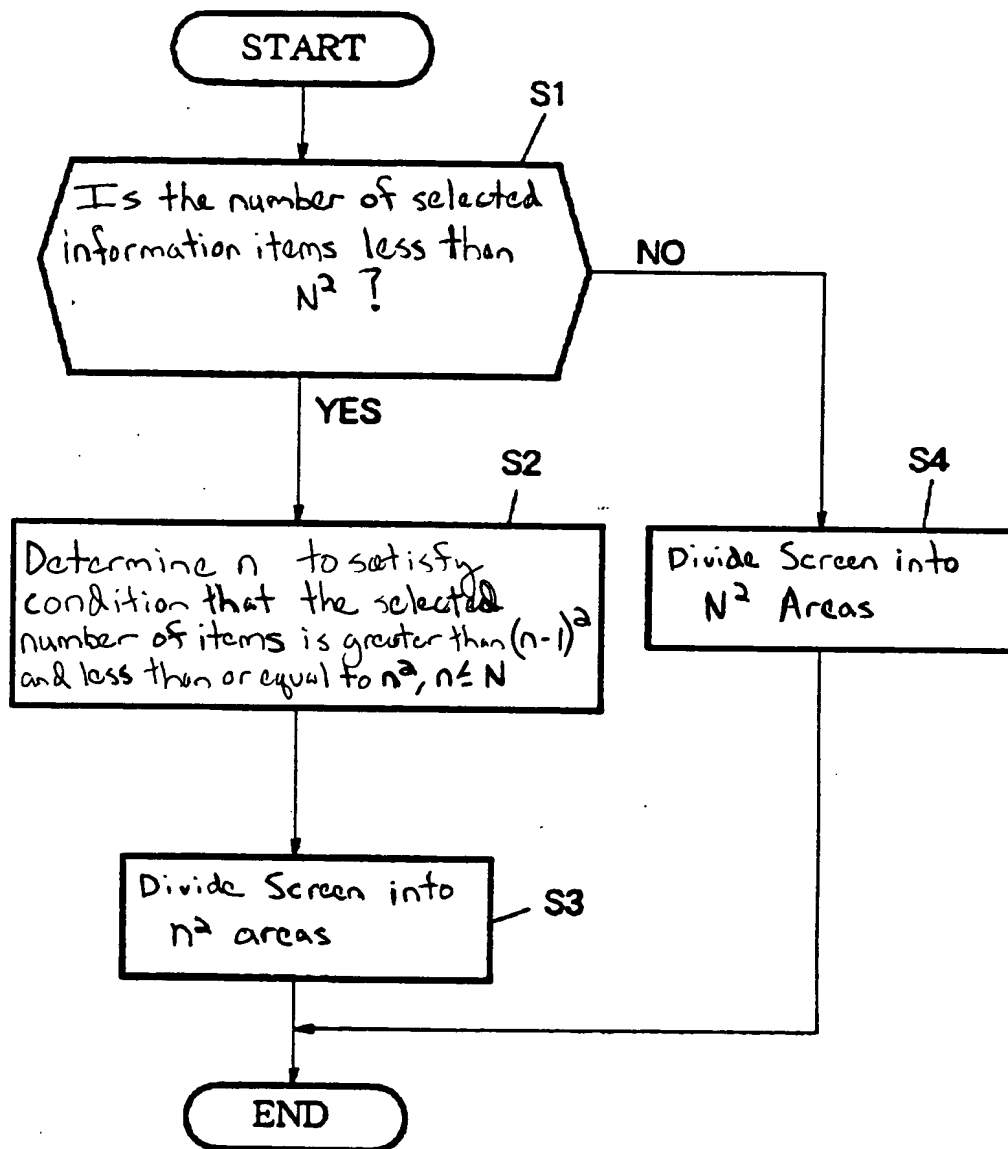 START
S1
Is the number of selected
information items less than
N² ?
NO
YES
S2
S4
Determine n to satisfy
condition that the selected
number of items is greater than (n-1)²
and less than or equal to n², n≤ N
Divide Screen into
N² Areas
Divide Screen into
n² areas
S3
END